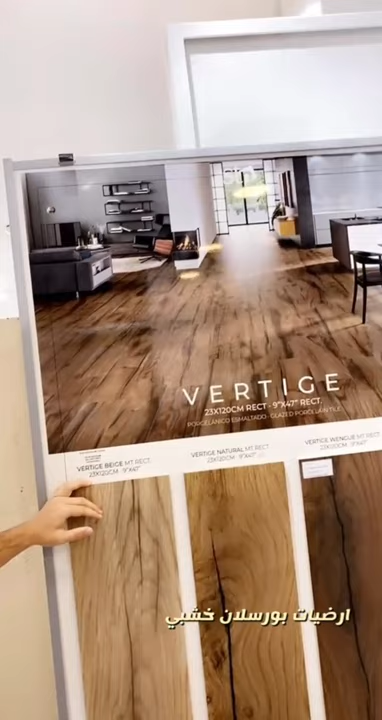 VERTIGE
23X120CM RECT - 9"X47" RECT.
PORCELÁNICO ESMALTADO - GLAZED PORCELAIN TILE
VERTIGE BEIGE MT RECT.
23X120CM - 9"X47"
VERTIGE NATURAL MT RECT.
23X120CM - 9"X47"
VERTIGE WENGUE MT RECT.
23X120CM - 9"X47"
ارضيات بورسلان خشبي